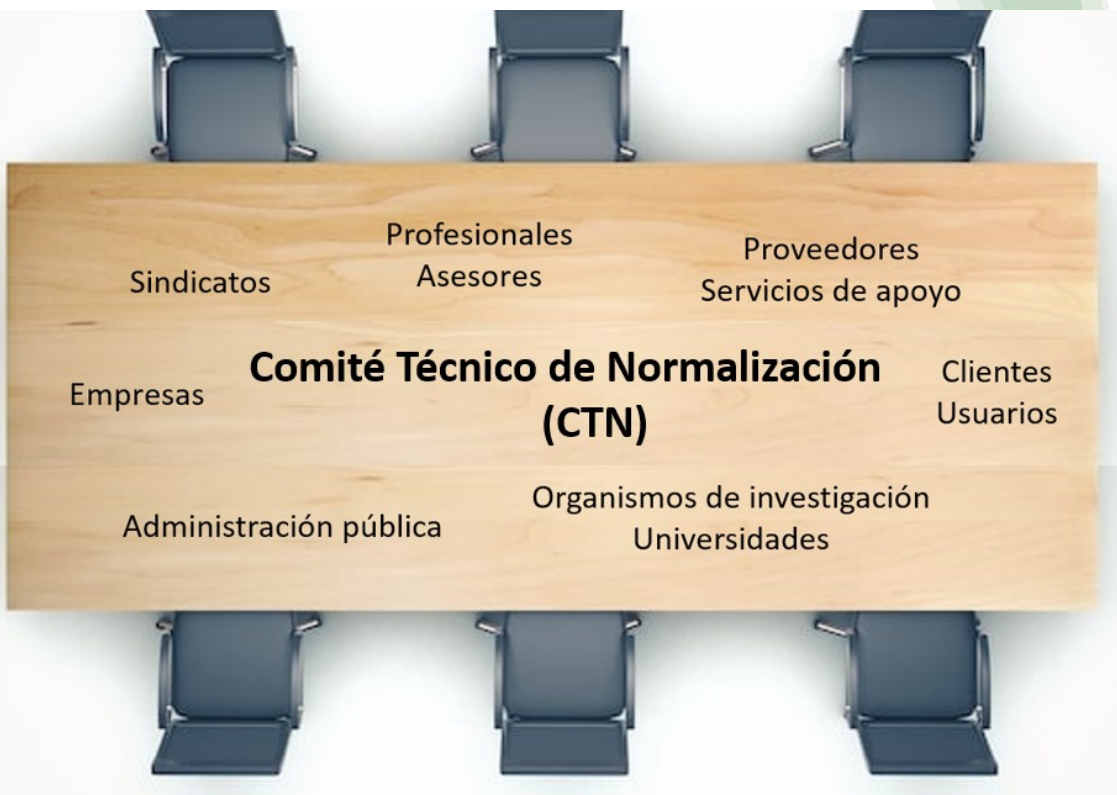 Profesionales
Asesores
Proveedores
Servicios de apoyo
Sindicatos
Comité Técnico de Normalización
(CTN)
Empresas
Clientes
Usuarios
Administración pública
Organismos de investigación
Universidades